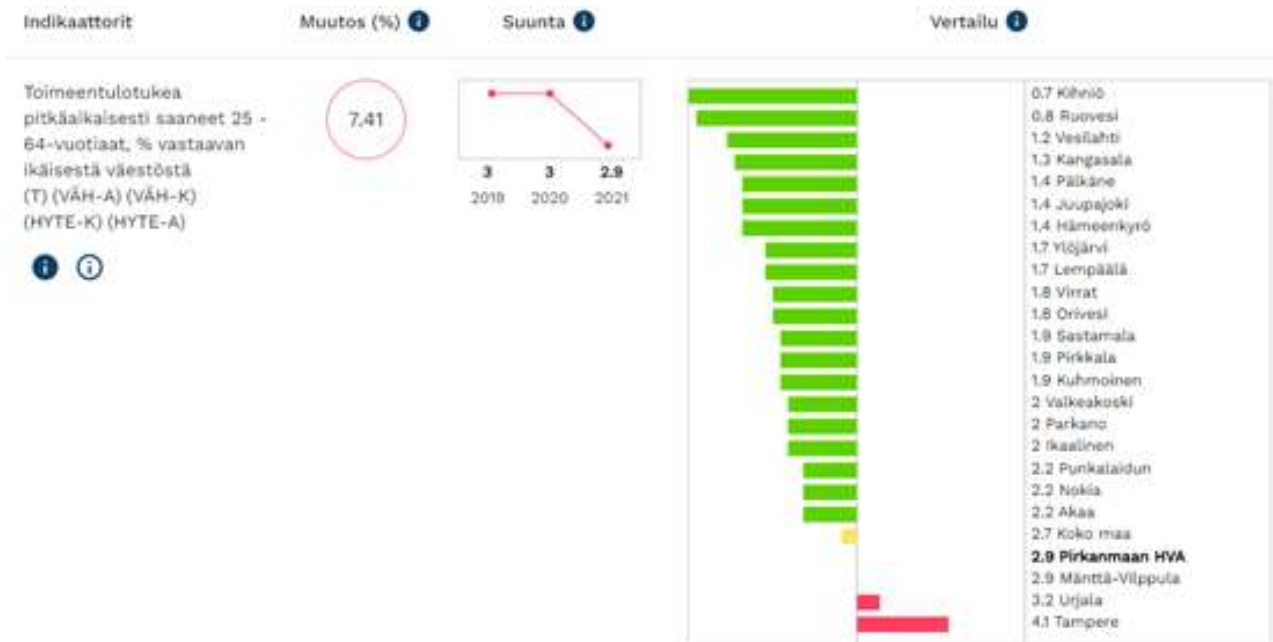 Indikaattorit
Muutos (%)
Suunta
Vertailu
Toimeentulotukea
pitkäaikaisesti saaneet 25 -
64-vuotiaat, % vastaavan
ikäisestä väestöstä
(T) (VÄH-A) (VÄH-K)
(HYTE-K) (HYTE-A)
7.41
3 3 2.9
2019 2020 2021
0.7 Kihniö
0.8 Ruovesi
1.2 Vesilahti
1.3 Kangasala
1.4 Pälkäne
1.4 Juupajoki
1.4 Hämeenkyrö
1.7 Ylöjärvi
1.7 Lempäälä
1.8 Virrat
1.8 Orivesi
1.9 Sastamala
1.9 Pirkkala
1.9 Kuhmoinen
2 Valkeakoski
2 Parkano
2 Ikaalinen
2.2 Punkalaidun
2.2 Nokia
2.2 Akaa
2.7 Koko maa
2.9 Pirkanmaan HVA
2.9 Mänttä-Vilppula
3.2 Urjala
4.1 Tampere